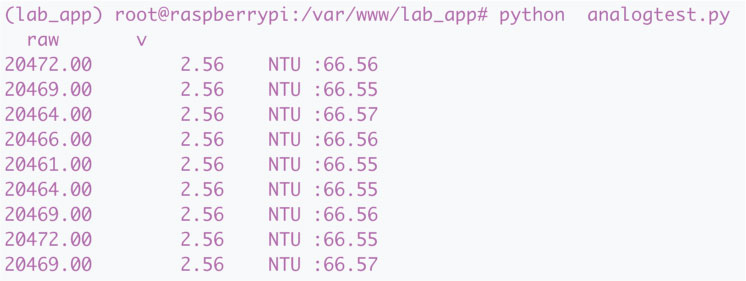 (lab_app) root@raspberrypi:/var/www/lab_app# python  analogtest.py
  raw       v
20472.00        2.56    NTU :66.56
20469.00        2.56    NTU :66.55
20464.00        2.56    NTU :66.57
20466.00        2.56    NTU :66.56
20461.00        2.56    NTU :66.55
20464.00        2.56    NTU :66.55
20469.00        2.56    NTU :66.56
20472.00        2.56    NTU :66.55
20469.00        2.56    NTU :66.57